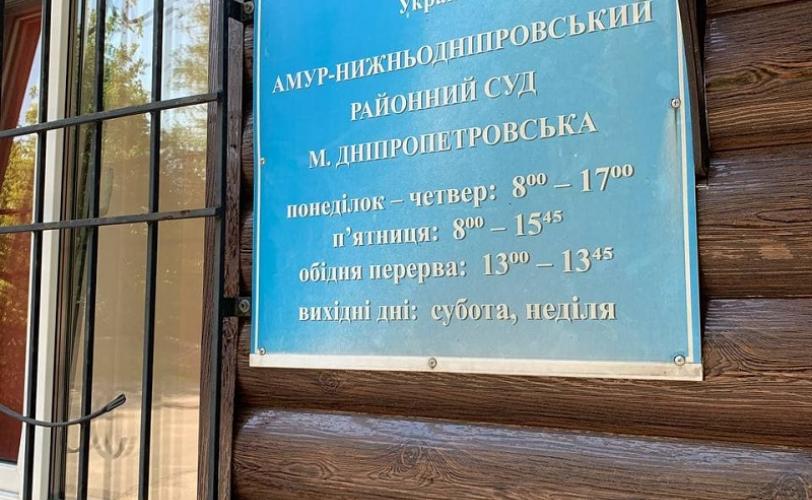 АМУР-НИЖНЬОДНІПРОВСЬКИЙ
РАЙОННИЙ СУД
М. ДНІПРОПЕТРОВСЬКА
понеділок – четвер: 8⁰⁰ – 17⁰⁰
п’ятниця: 8⁰⁰ – 15⁴⁵
обідня перерва: 13⁰⁰ – 13⁴⁵
вихідні дні: субота, неділя